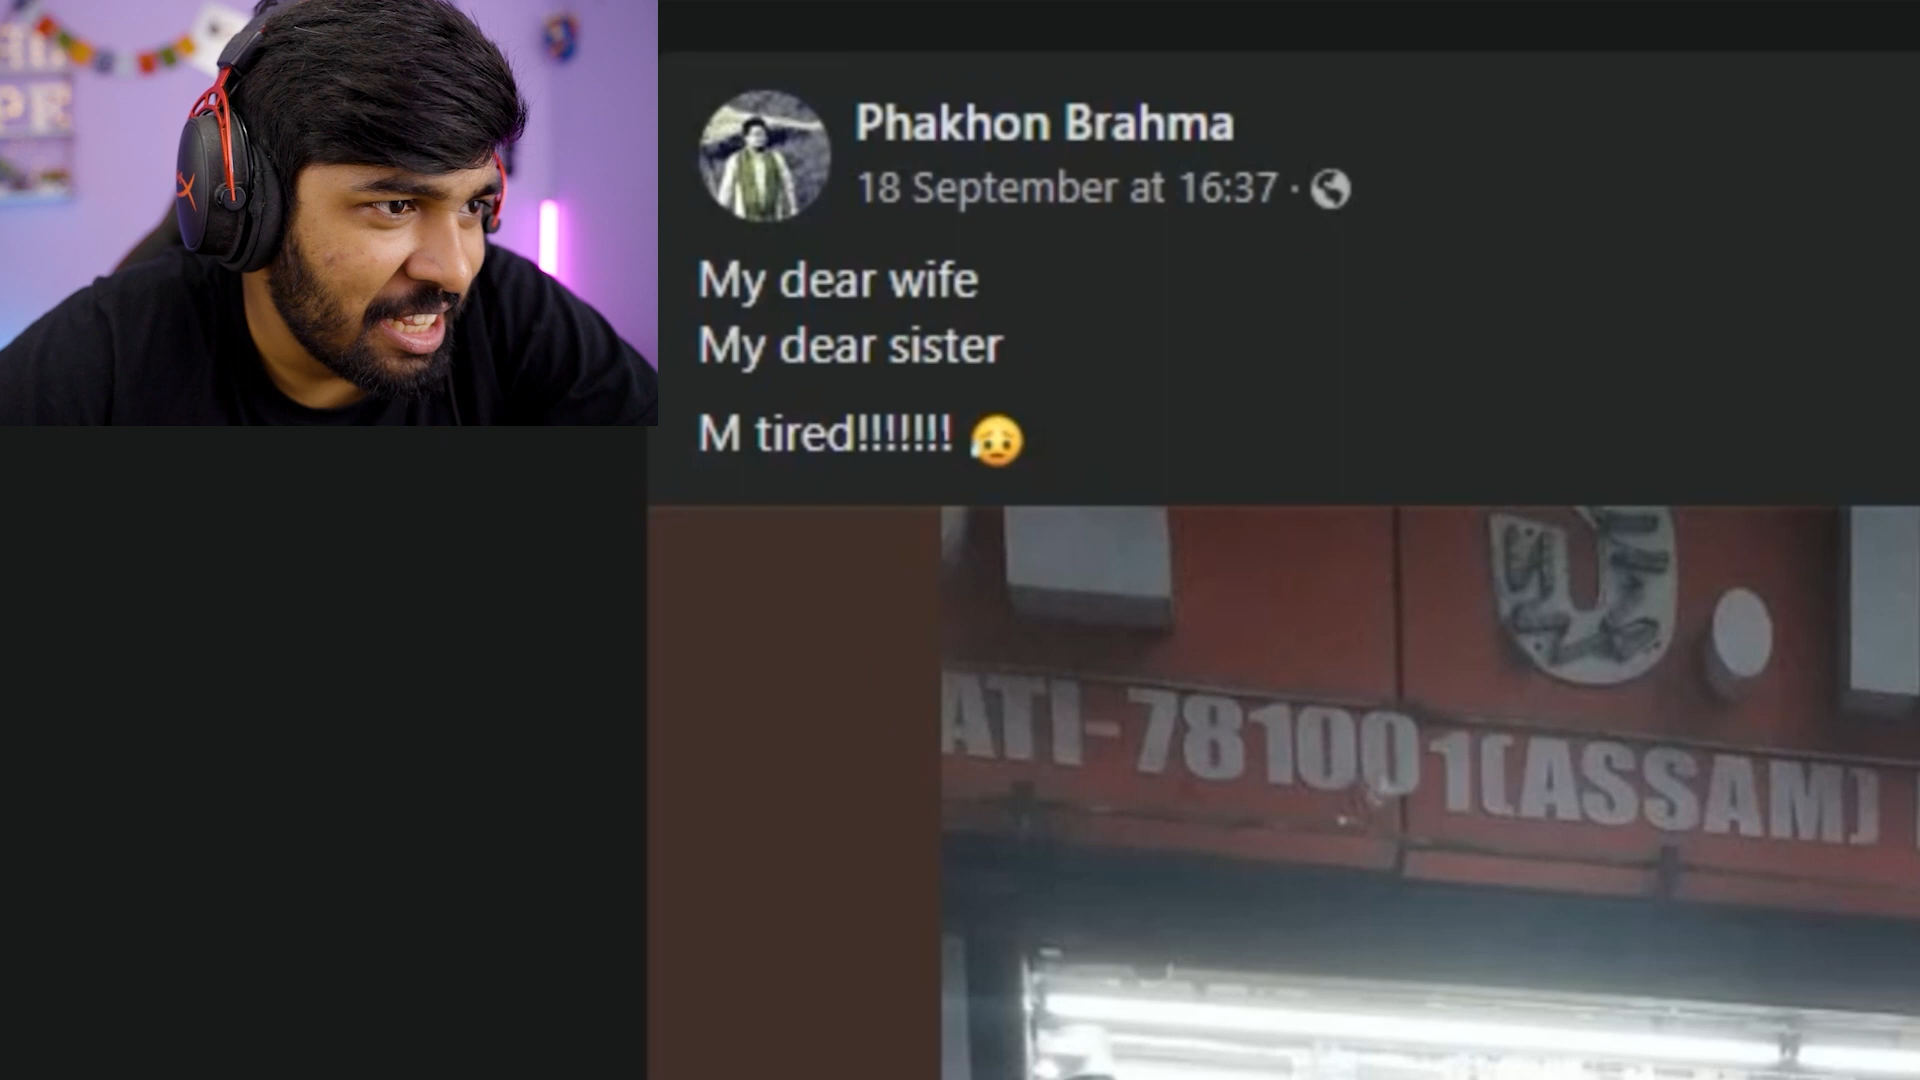 Phakhon Brahma
18 September at 16:37 ·
My dear wife
My dear sister
M tired!!!!!!! 😥
J.
ATI-781001(ASSAM)